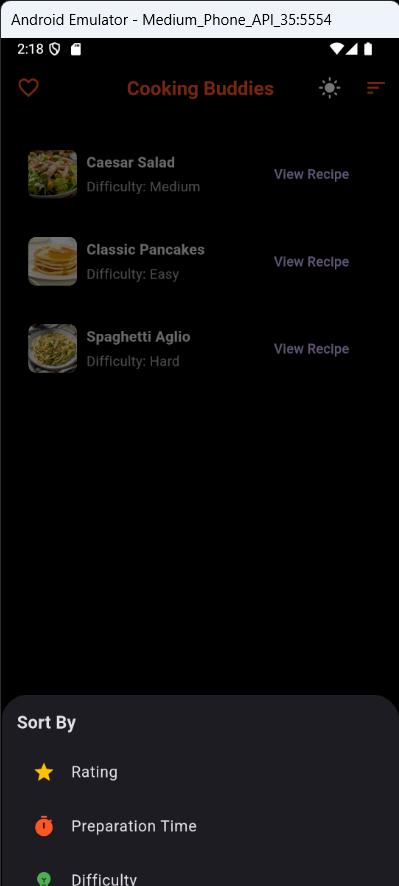 Android Emulator - Medium_Phone_API_35:5554
2:18
Cooking Buddies
Caesar Salad
Difficulty: Medium
View Recipe
Classic Pancakes
Difficulty: Easy
View Recipe
Spaghetti Aglio
Difficulty: Hard
View Recipe
Sort By
Rating
Preparation Time
Difficulty